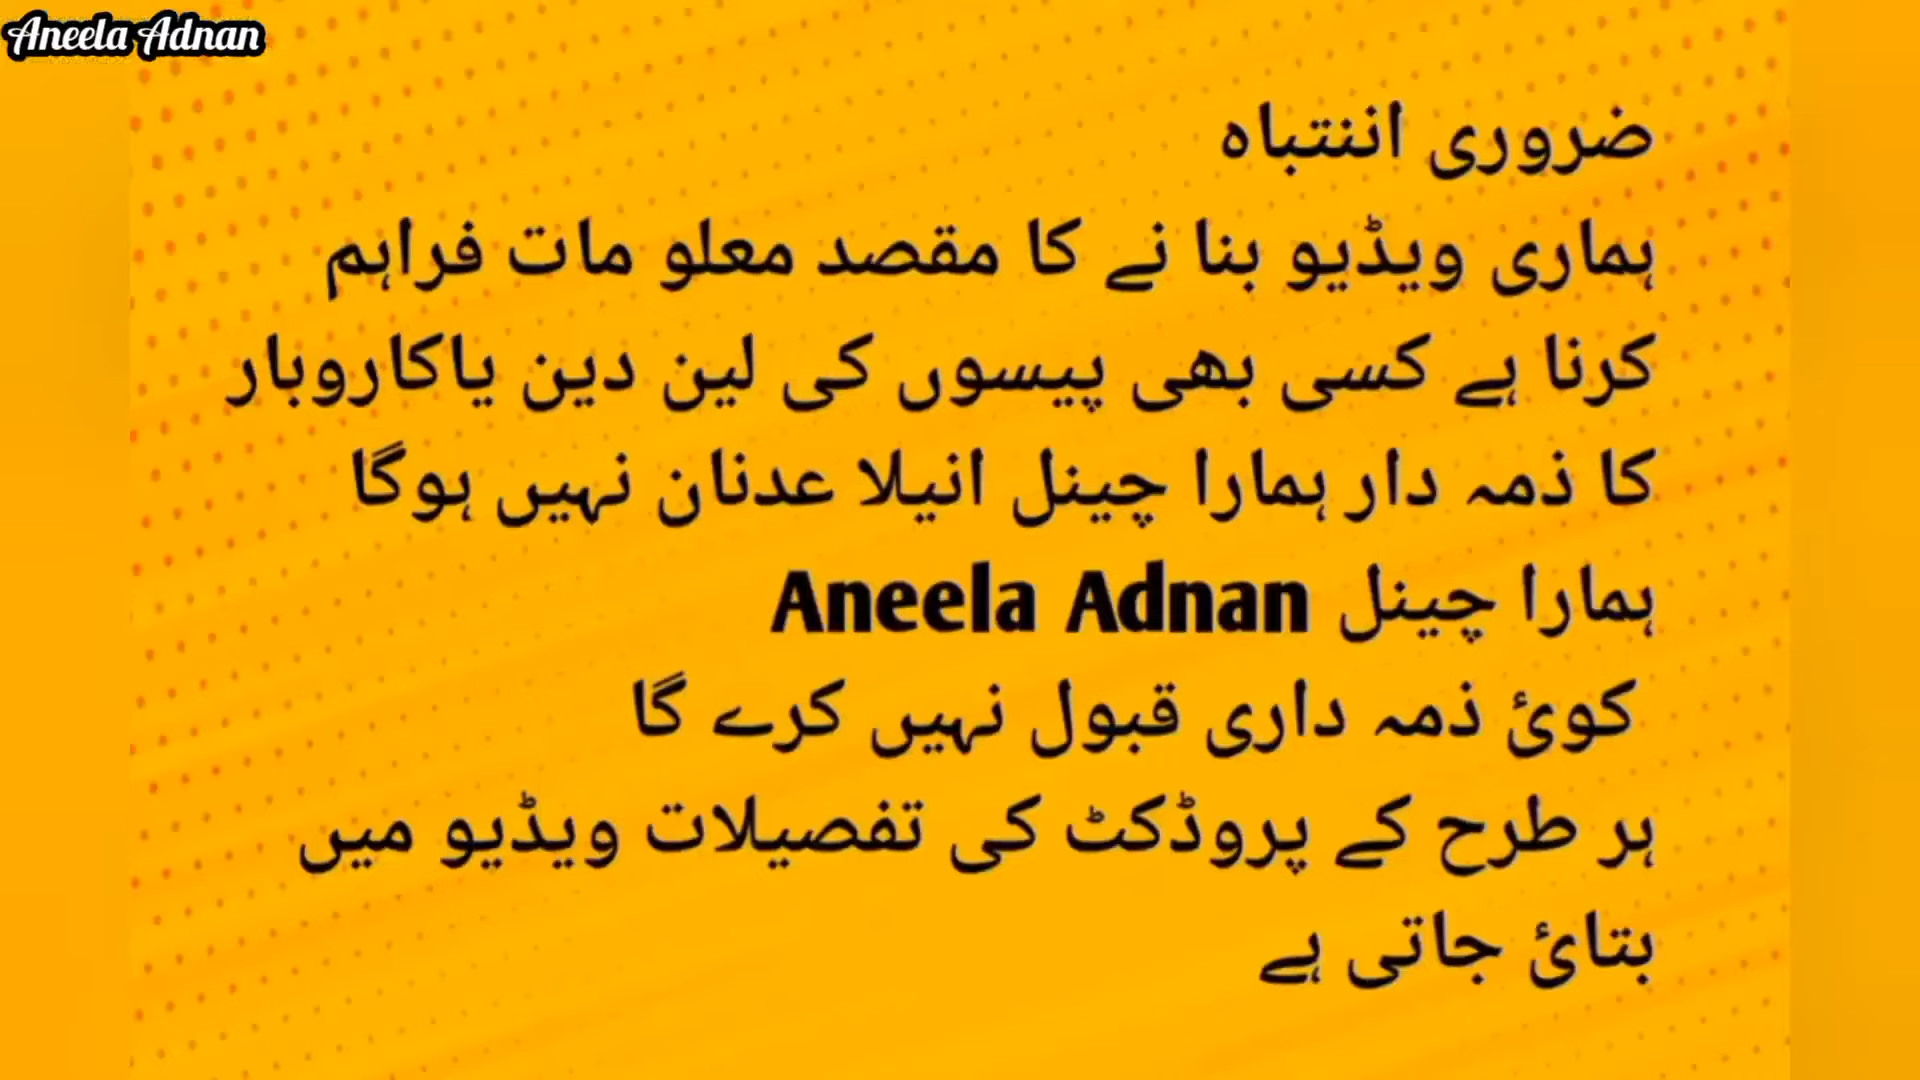 Aneela Adnan
ضروری اننتباہ
ہماری ویڈیو بنا نے کا مقصد معلو مات فراہم
کرنا ہے کسی بھی پیسوں کی لین دین یاکاروبار
کا ذمہ دار ہمارا چینل انیلا عدنان نہیں ہوگا
ہمارا چینل Aneela Adnan
کوئ ذمہ داری قبول نہیں کرے گا
ہر طرح کے پروڈکٹ کی تفصیلات ویڈیو میں
بتائ جاتی ہے